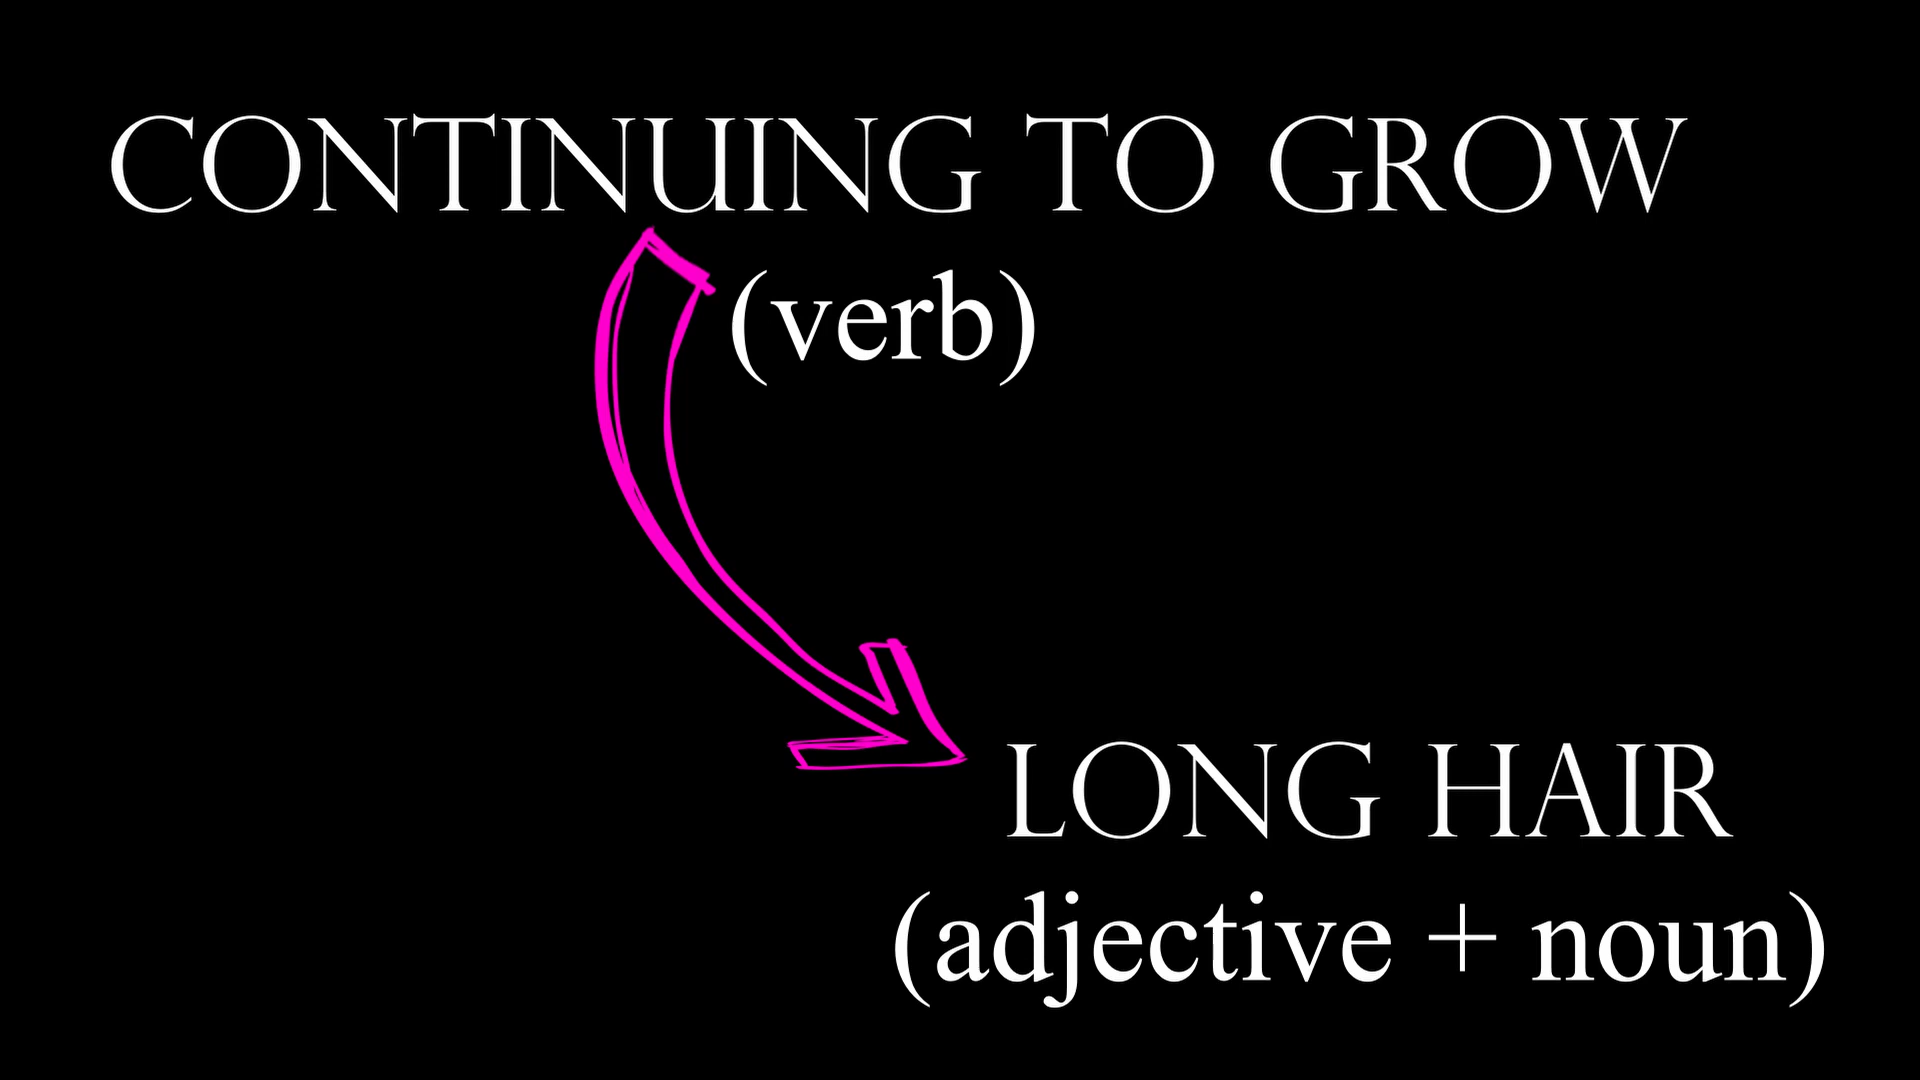 CONTINUING TO GROW
(verb)
LONG HAIR
(adjective + noun)